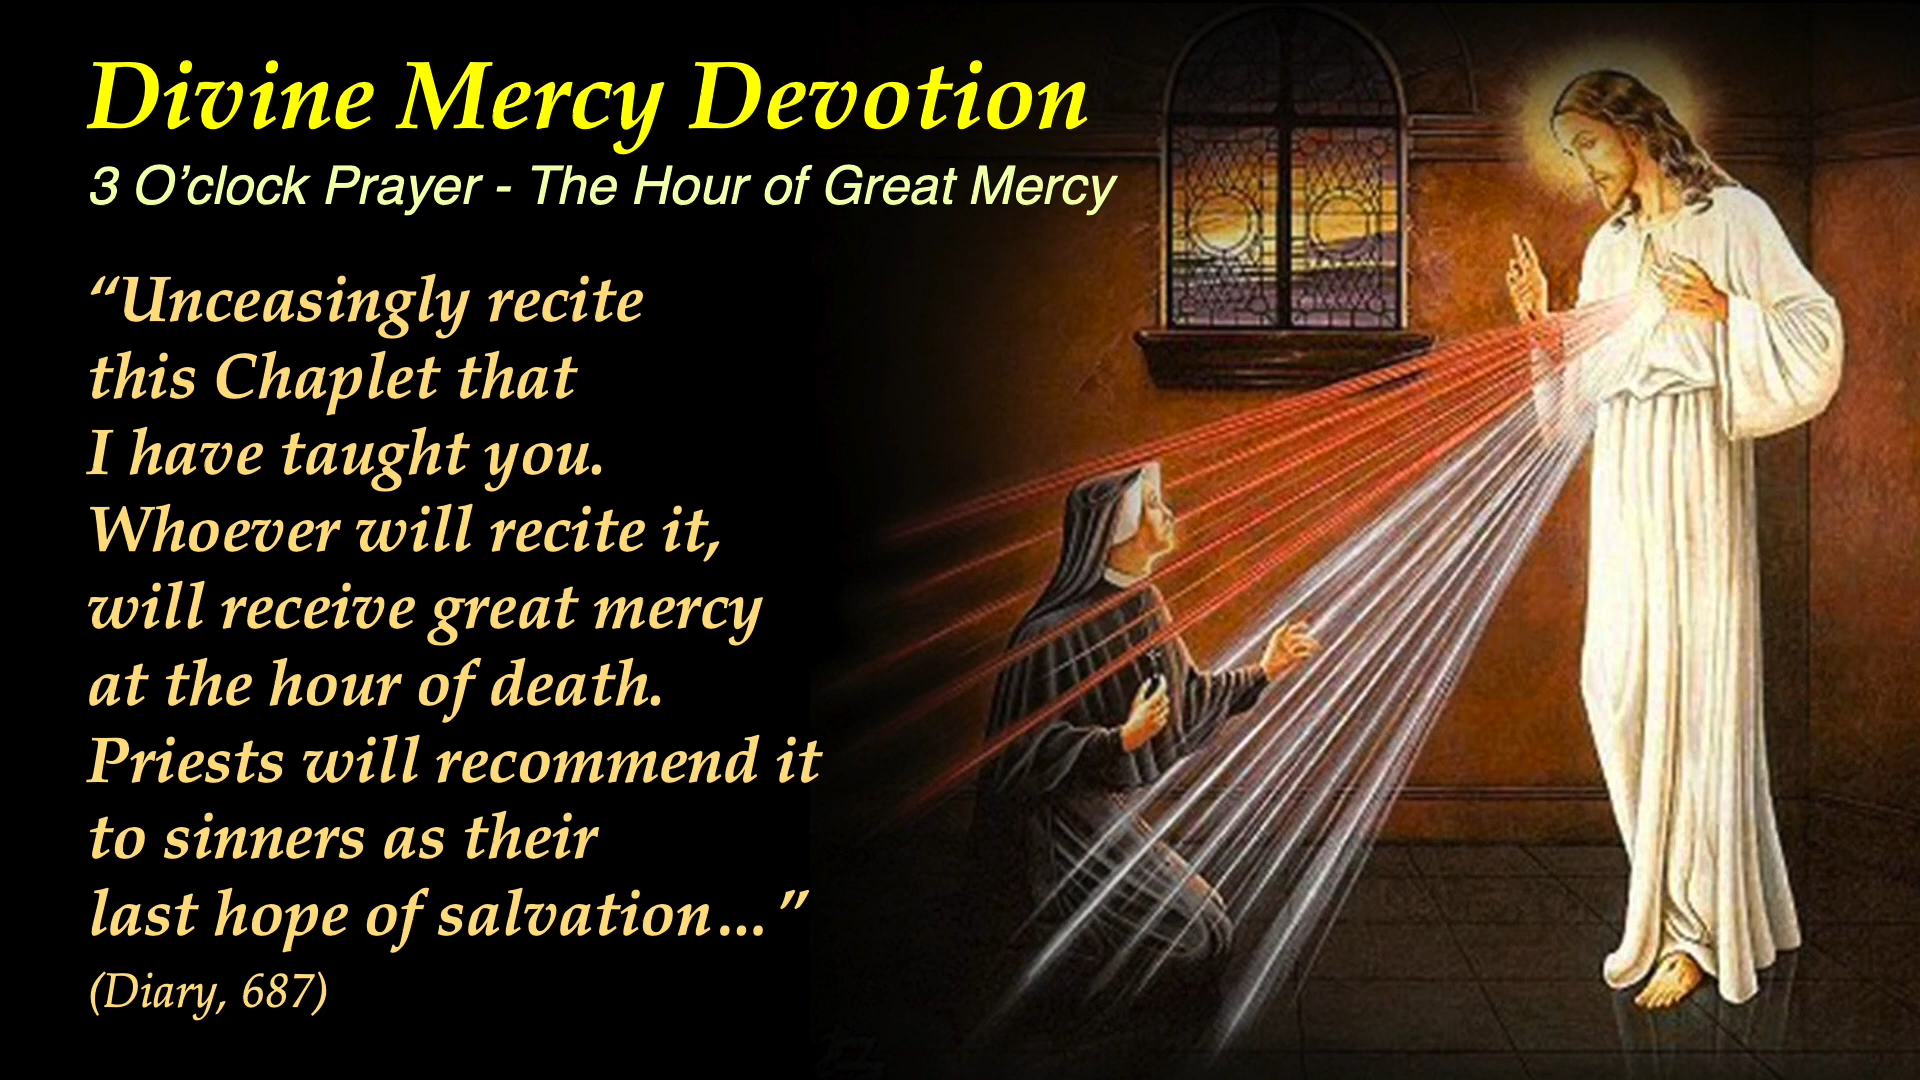 Divine Mercy Devotion
3 O’clock Prayer - The Hour of Great Mercy
“Unceasingly recite
this Chaplet that
I have taught you.
Whoever will recite it,
will receive great mercy
at the hour of death.
Priests will recommend it
to sinners as their
last hope of salvation…”
(Diary, 687)